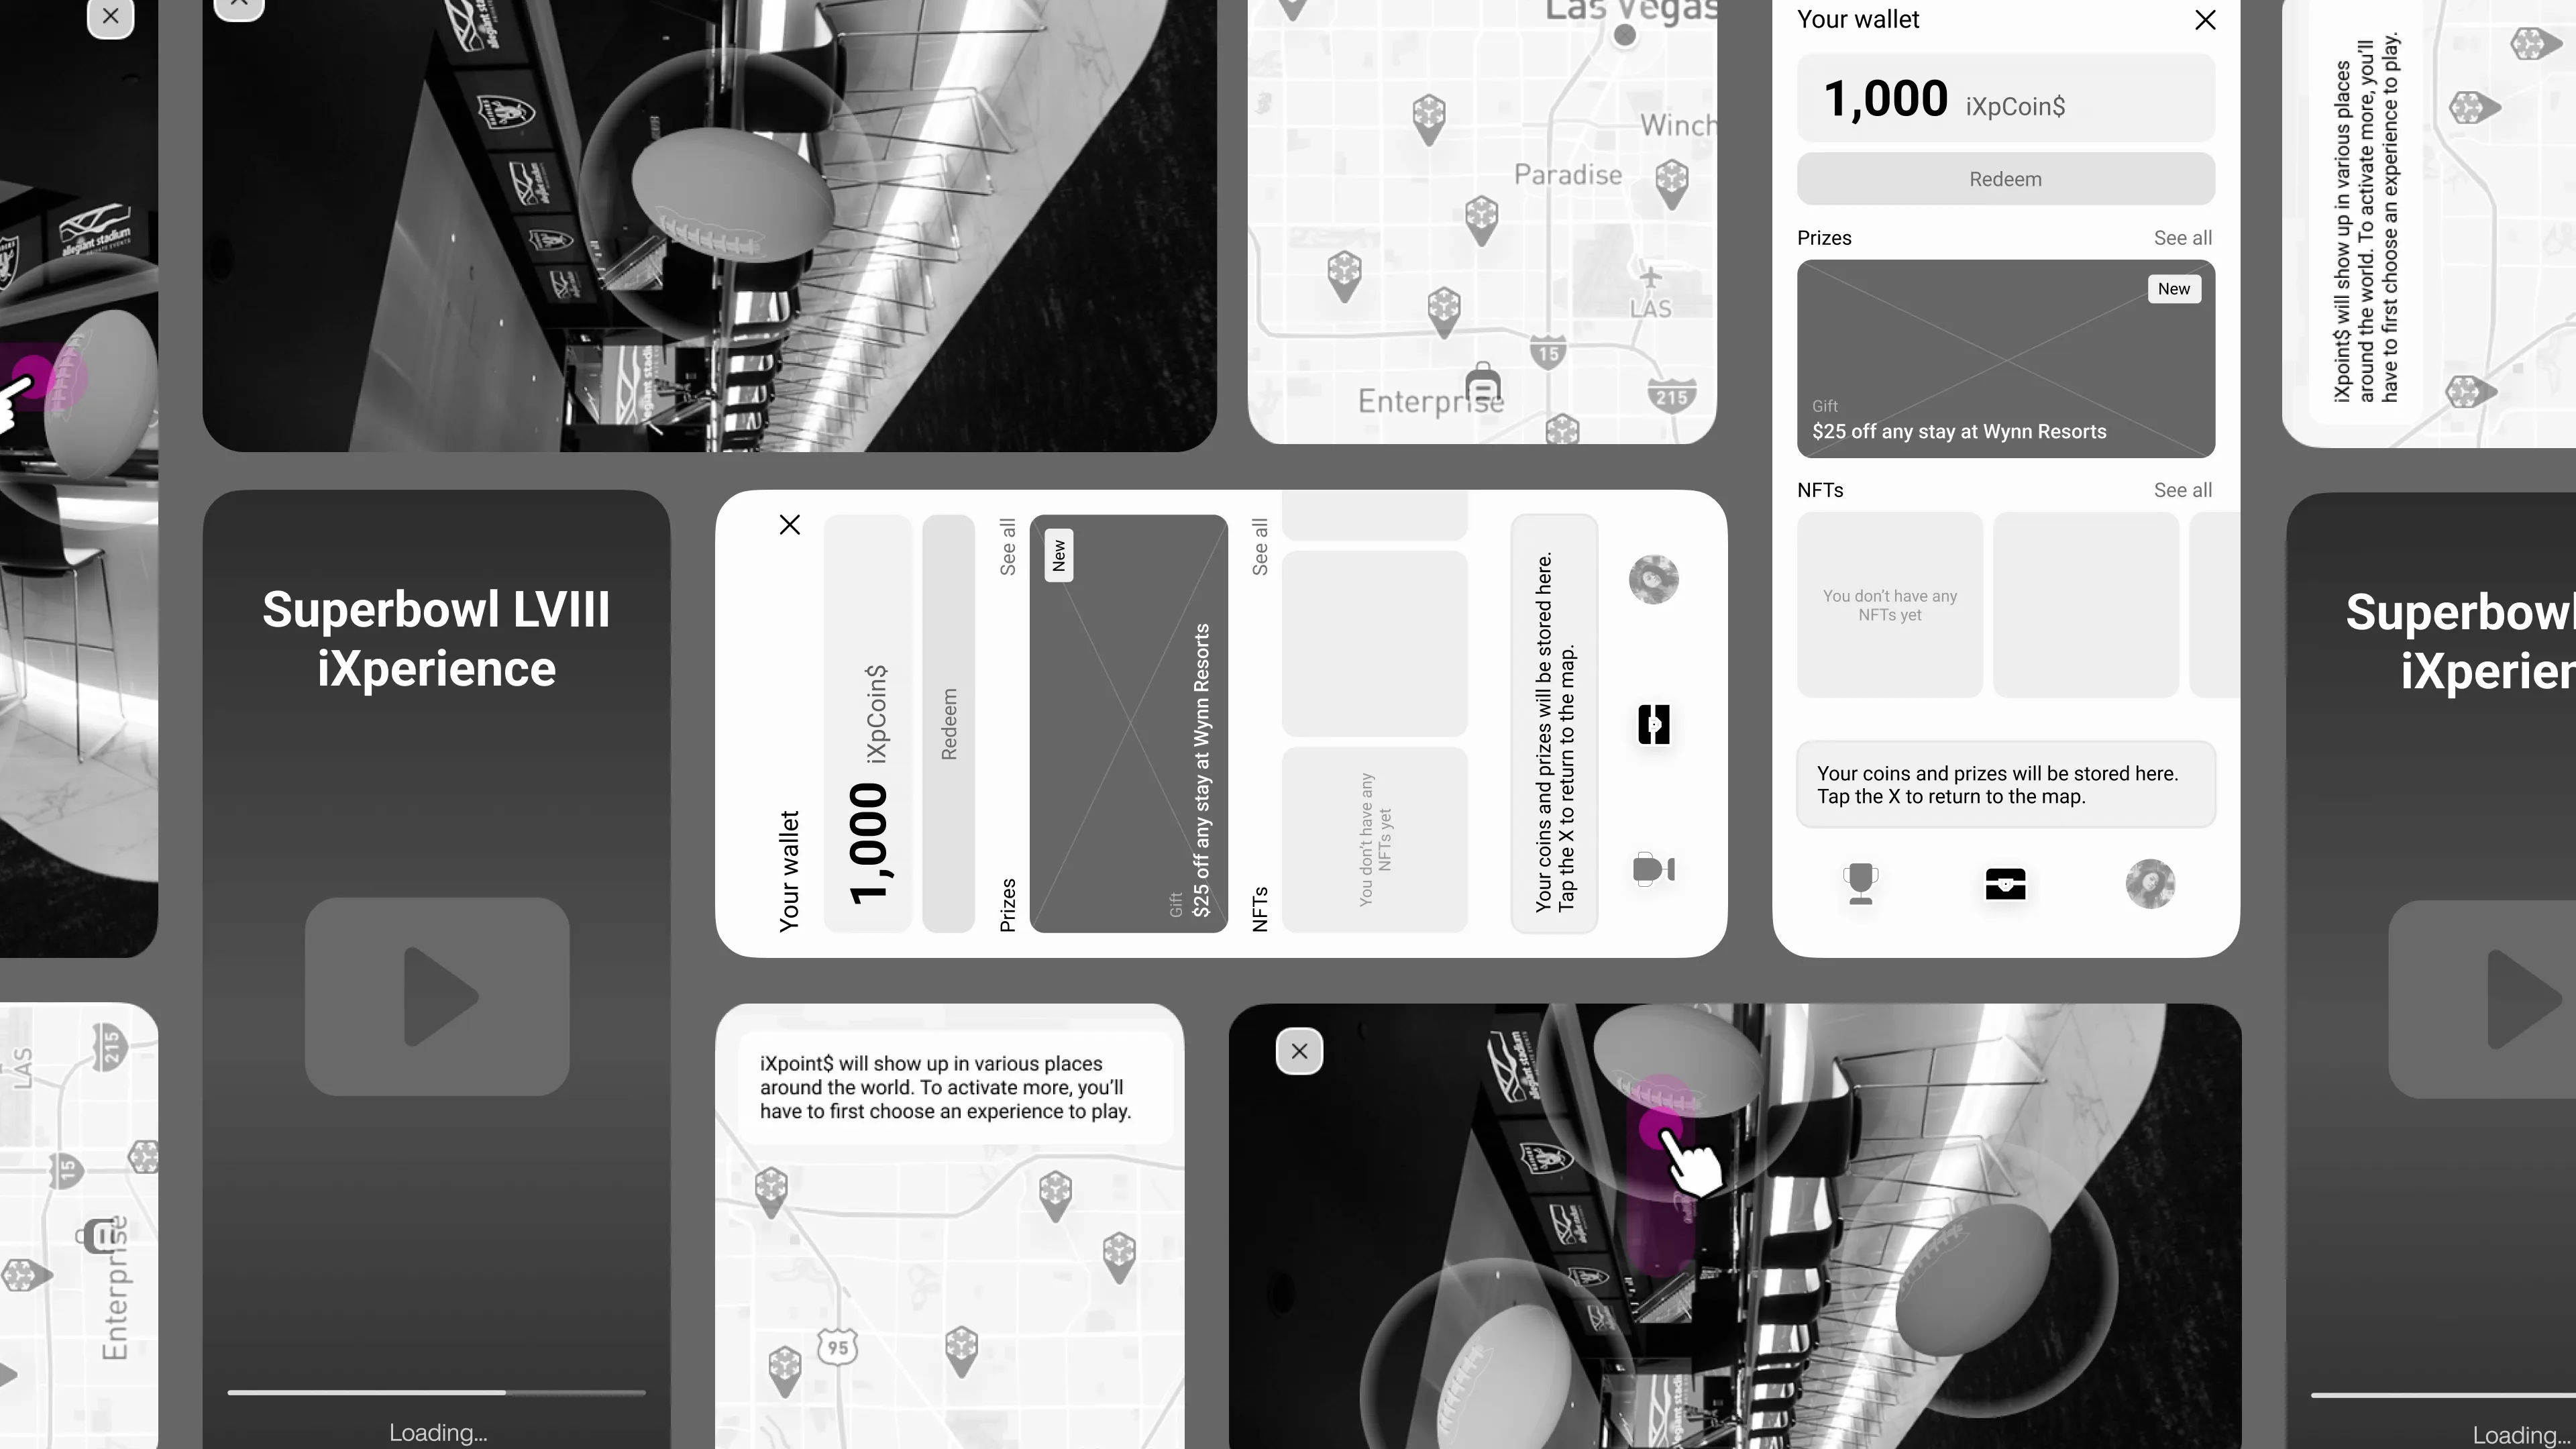 allegiant stadium
Las Vegas
Winch
Paradise
LAS
15
Enterprise
215
Your wallet
1,000 iXpCoin$
Redeem
Prizes
See all
New
Gift
$25 off any stay at Wynn Resorts
NFTs
See all
You don't have any
NFTs yet
Your coins and prizes will be stored here.
Tap the X to return to the map.
iXpoint$ will show up in various places
around the world. To activate more, you'll
have to first choose an experience to play.
Superbowl LVIII
iXperience
Loading...
Your wallet
1,000 iXpCoin$
Redeem
Prizes
See all
New
Gift
$25 off any stay at Wynn Resorts
NFTs
See all
You don't have any
NFTs yet
Your coins and prizes will be stored here.
Tap the X to return to the map.
Superbowl
iXperien
Loading...
LAS
215
15
Enterprise
iXpoint$ will show up in various places
around the world. To activate more, you'll
have to first choose an experience to play.
95